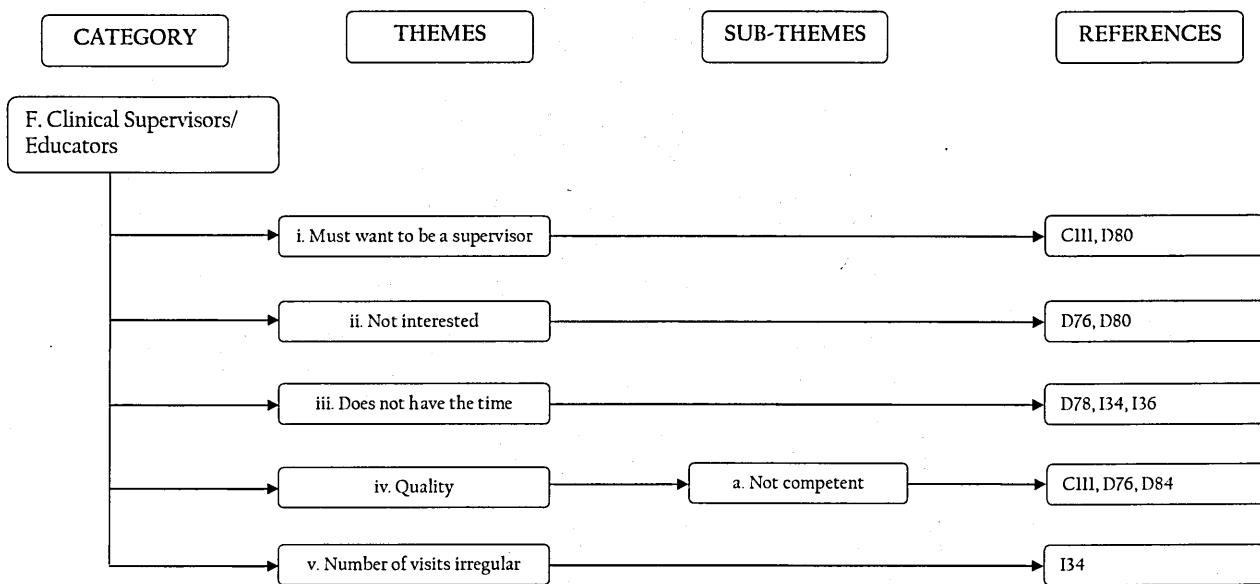 CATEGORY
THEMES
SUB-THEMES
REFERENCES
F. Clinical Supervisors/
Educators
i. Must want to be a supervisor
C111, D80
ii. Not interested
D76, D80
iii. Does not have the time
D78, I34, I36
iv. Quality
a. Not competent
C111, D76, D84
v. Number of visits irregular
I34